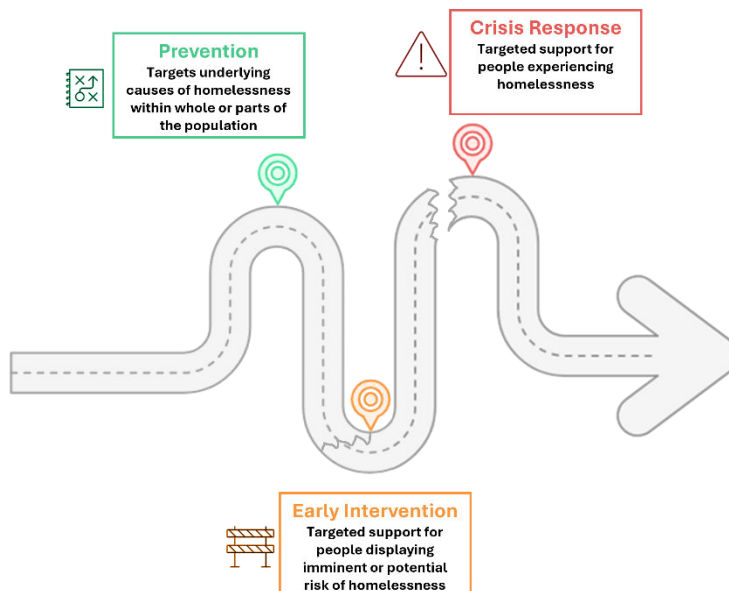 Prevention
Targets underlying
causes of homelessness
within whole or parts of
the population
Crisis Response
Targeted support for
people experiencing
homelessness
Early Intervention
Targeted support for
people displaying
imminent or potential
risk of homelessness